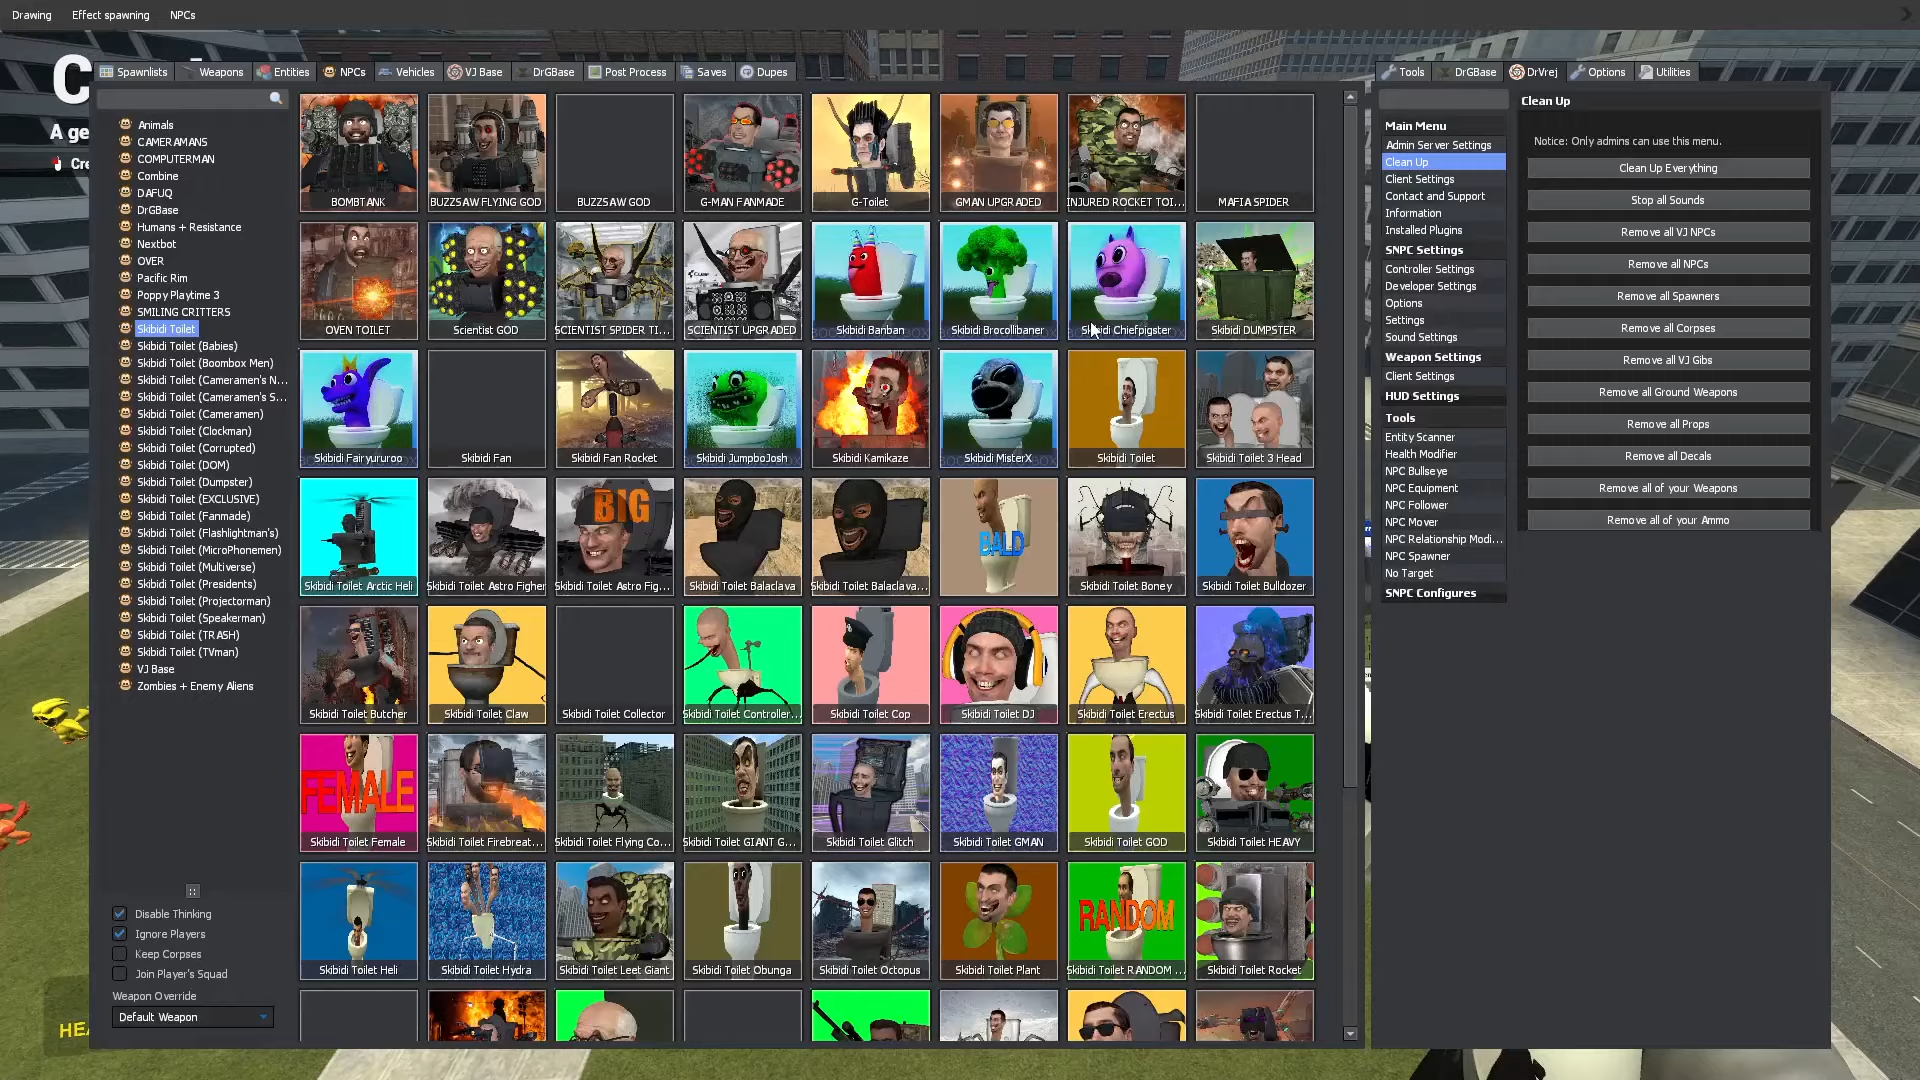 Drawing Effect spawning NPCs
C
A ge
Cre
HEA
Spawnlists Weapons Entities NPCs Vehicles VJ Base DrGBase Post Process Saves Dupes
Animals
CAMERAMANS
COMPUTERMAN
Combine
DAFUQ
DrGBase
Humans + Resistance
Nextbot
OVER
Pacific Rim
Poppy Playtime 3
SMILING CRITTERS
Skibidi Toilet
Skibidi Toilet (Babies)
Skibidi Toilet (Boombox Men)
Skibidi Toilet (Cameramen's N...
Skibidi Toilet (Cameramen's S...
Skibidi Toilet (Cameramen)
Skibidi Toilet (Clockman)
Skibidi Toilet (Corrupted)
Skibidi Toilet (DOM)
Skibidi Toilet (Dumpster)
Skibidi Toilet (EXCLUSIVE)
Skibidi Toilet (Fanmade)
Skibidi Toilet (Flashlightman's)
Skibidi Toilet (MicroPhonemen)
Skibidi Toilet (Multiverse)
Skibidi Toilet (Presidents)
Skibidi Toilet (Projectorman)
Skibidi Toilet (Speakerman)
Skibidi Toilet (TRASH)
Skibidi Toilet (TVman)
VJ Base
Zombies + Enemy Aliens
Disable Thinking
Ignore Players
Keep Corpses
Join Player's Squad
Weapon Override
Default Weapon
BOMBTANK BUZZSAW FLYING GOD BUZZSAW GOD G-MAN FANMADE G-Toilet GMAN UPGRADED INJURED ROCKET TOI... MAFIA SPIDER
OVEN TOILET Scientist GOD SCIENTIST SPIDER TI... SCIENTIST UPGRADED Skibidi Banban Skibidi Brocollibaner Skibidi Chiefpigster Skibidi DUMPSTER
Skibidi Fairyururoo Skibidi Fan Skibidi Fan Rocket Skibidi JumpboJosh Skibidi Kamikaze Skibidi MisterX Skibidi Toilet Skibidi Toilet 3 Head
BIG
BALD
Skibidi Toilet Arctic Heli Skibidi Toilet Astro Figher Skibidi Toilet Astro Fig... Skibidi Toilet Balaclava Skibidi Toilet Balaclava... Skibidi Toilet Boney Skibidi Toilet Bulldozer
Skibidi Toilet Butcher Skibidi Toilet Claw Skibidi Toilet Collector Skibidi Toilet Controller... Skibidi Toilet Cop Skibidi Toilet DJ Skibidi Toilet Erectus Skibidi Toilet Erectus T...
FEMALE
Skibidi Toilet Female Skibidi Toilet Firebreat... Skibidi Toilet Flying Co... Skibidi Toilet GIANT G... Skibidi Toilet Glitch Skibidi Toilet GMAN Skibidi Toilet GOD Skibidi Toilet HEAVY
RANDOM
Skibidi Toilet Heli Skibidi Toilet Hydra Skibidi Toilet Leet Giant Skibidi Toilet Obunga Skibidi Toilet Octopus Skibidi Toilet Plant Skibidi Toilet RANDOM ... Skibidi Toilet Rocket
Tools DrGBase DrVrej Options Utilities
Main Menu
Admin Server Settings
Clean Up
Client Settings
Contact and Support
Information
Installed Plugins
SNPC Settings
Controller Settings
Developer Settings
Options
Settings
Sound Settings
Weapon Settings
Client Settings
HUD Settings
Tools
Entity Scanner
Health Modifier
NPC Bullseye
NPC Equipment
NPC Follower
NPC Mover
NPC Relationship Modi...
NPC Spawner
No Target
SNPC Configures
Clean Up
Notice: Only admins can use this menu.
Clean Up Everything
Stop all Sounds
Remove all VJ NPCs
Remove all NPCs
Remove all Spawners
Remove all Corpses
Remove all VJ Gibs
Remove all Ground Weapons
Remove all Props
Remove all Decals
Remove all of your Weapons
Remove all of your Ammo